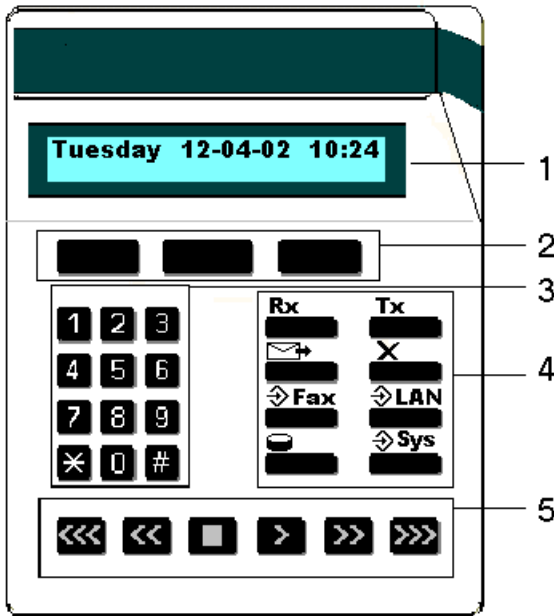 Tuesday 12-04-02 10:24
1
2
3
1 2 3
Rx Tx
4 5 6
4
Fax LAN
7 8 9
Sys
* 0 #
5
<<< << > >> >>>